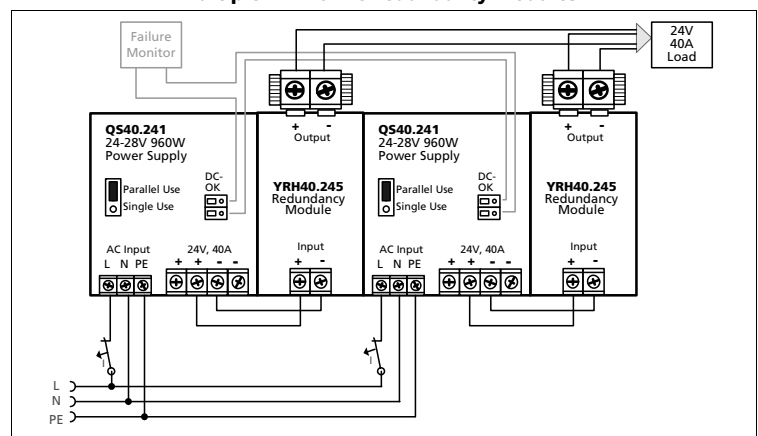 Failure
Monitor
24V
40A
Load
QS40.241
24-28V 960W
Power Supply
Parallel Use
Single Use
DC-
OK
AC Input
L N PE
24V, 40A
+ + - -
+ -
Output
YRH40.245
Redundancy
Module
Input
+ -
QS40.241
24-28V 960W
Power Supply
Parallel Use
Single Use
DC-
OK
AC Input
L N PE
24V, 40A
+ + - -
+ -
Output
YRH40.245
Redundancy
Module
Input
+ -
I
I
L
N
PE